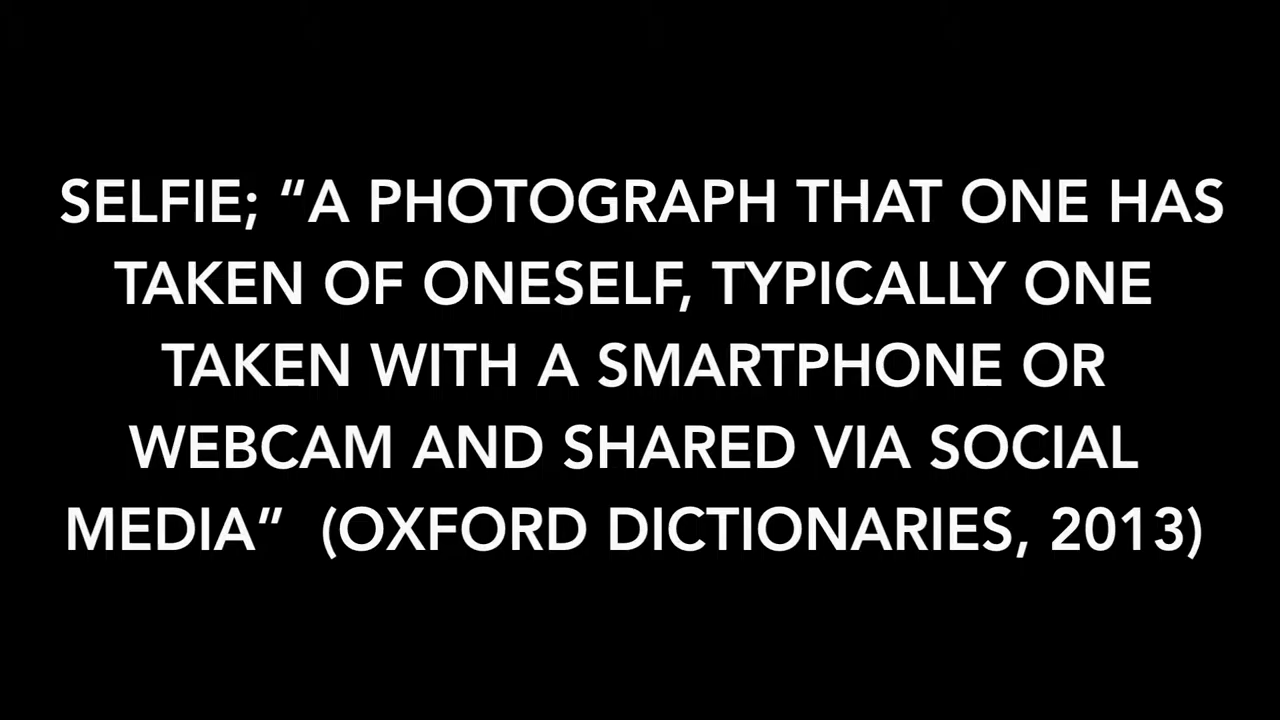 SELFIE; “A PHOTOGRAPH THAT ONE HAS
TAKEN OF ONESELF, TYPICALLY ONE
TAKEN WITH A SMARTPHONE OR
WEBCAM AND SHARED VIA SOCIAL
MEDIA”  (OXFORD DICTIONARIES, 2013)